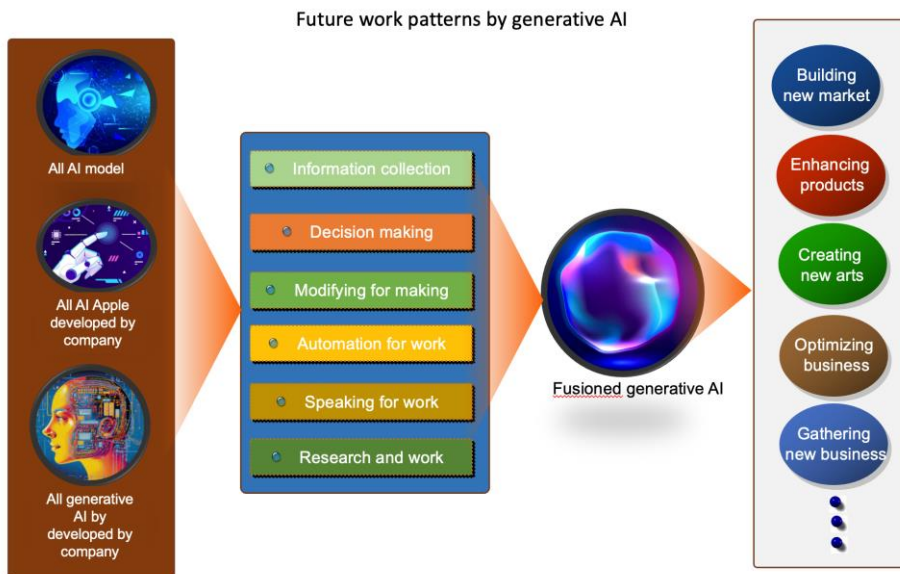 Future work patterns by generative AI
All AI model
All AI Apple
developed by
company
All generative
AI by
developed by
company
Information collection
Decision making
Modifying for making
Automation for work
Speaking for work
Research and work
Fusioned generative AI
Building
new market
Enhancing
products
Creating
new arts
Optimizing
business
Gathering
new business